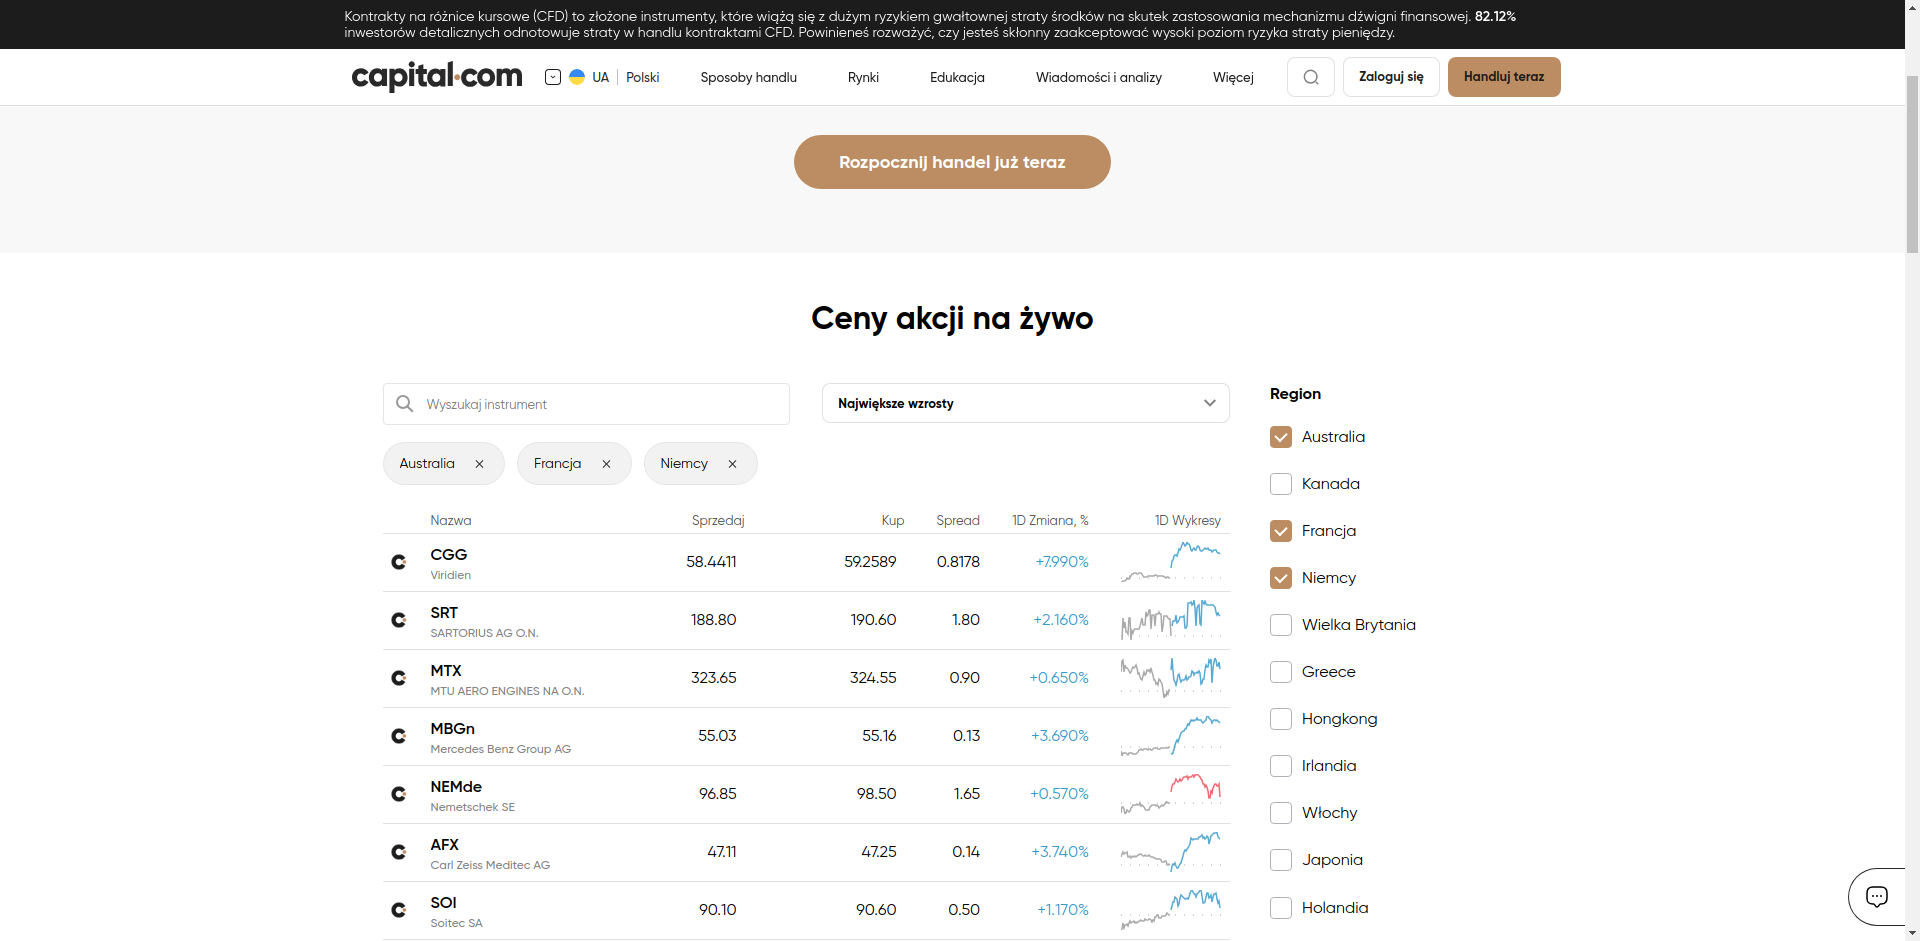 Kontrakty na różnice kursowe (CFD) to złożone instrumenty, które wiążą się z dużym ryzykiem gwałtownej straty środków na skutek zastosowania mechanizmu dźwigni finansowej. 82.12%
inwestorów detalicznych odnotowuje straty w handlu kontraktami CFD. Powinieneś rozważyć, czy jesteś skłonny zaakceptować wysoki poziom ryzyka straty pieniędzy.
capital.com UA Polski Sposoby handlu Rynki Edukacja Wiadomości i analizy Więcej Zaloguj się Handluj teraz
Rozpocznij handel już teraz
Ceny akcji na żywo
Wyszukaj instrument
Największe wzrosty
Australia Francja Niemcy
Nazwa Sprzedaj Kup Spread 1D Zmiana, % 1D Wykresy
CGG 58.4411 59.2589 0.8178 +7.990%
Viridien
SRT 188.80 190.60 1.80 +2.160%
SARTORIUS AG O.N.
MTX 323.65 324.55 0.90 +0.650%
MTU AERO ENGINES NA O.N.
MBGn 55.03 55.16 0.13 +3.690%
Mercedes Benz Group AG
NEMde 96.85 98.50 1.65 +0.570%
Nemetschek SE
AFX 47.11 47.25 0.14 +3.740%
Carl Zeiss Meditec AG
SOI 90.10 90.60 0.50 +1.170%
Soitec SA
Region
Australia
Kanada
Francja
Niemcy
Wielka Brytania
Greece
Hongkong
Irlandia
Włochy
Japonia
Holandia